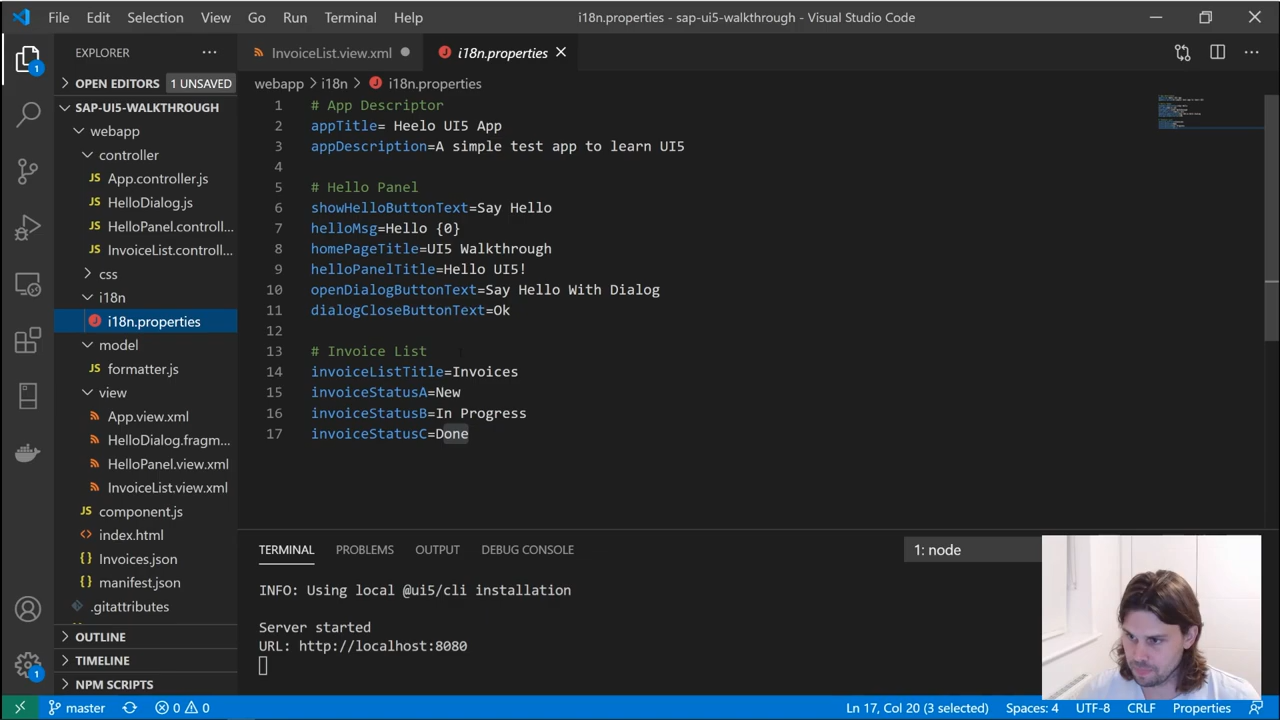 File Edit Selection View Go Run Terminal Help
i18n.properties - sap-ui5-walkthrough - Visual Studio Code
EXPLORER
OPEN EDITORS 1 UNSAVED
SAP-UI5-WALKTHROUGH
webapp
controller
App.controller.js
HelloDialog.js
HelloPanel.controll...
InvoiceList.controll...
css
i18n
i18n.properties
model
formatter.js
view
App.view.xml
HelloDialog.fragm...
HelloPanel.view.xml
InvoiceList.view.xml
component.js
index.html
Invoices.json
manifest.json
.gitattributes
OUTLINE
TIMELINE
NPM SCRIPTS
1
1
InvoiceList.view.xml
i18n.properties
webapp > i18n > i18n.properties
1 # App Descriptor
2 appTitle= Heelo UI5 App
3 appDescription=A simple test app to learn UI5
4
5 # Hello Panel
6 showHelloButtonText=Say Hello
7 helloMsg=Hello {0}
8 homePageTitle=UI5 Walkthrough
9 helloPanelTitle=Hello UI5!
10 openDialogButtonText=Say Hello With Dialog
11 dialogCloseButtonText=Ok
12
13 # Invoice List
14 invoiceListTitle=Invoices
15 invoiceStatusA=New
16 invoiceStatusB=In Progress
17 invoiceStatusC=Done
TERMINAL PROBLEMS OUTPUT DEBUG CONSOLE
1: node
INFO: Using local @ui5/cli installation
Server started
URL: http://localhost:8080
master 0 0
Ln 17, Col 20 (3 selected) Spaces: 4 UTF-8 CRLF Properties